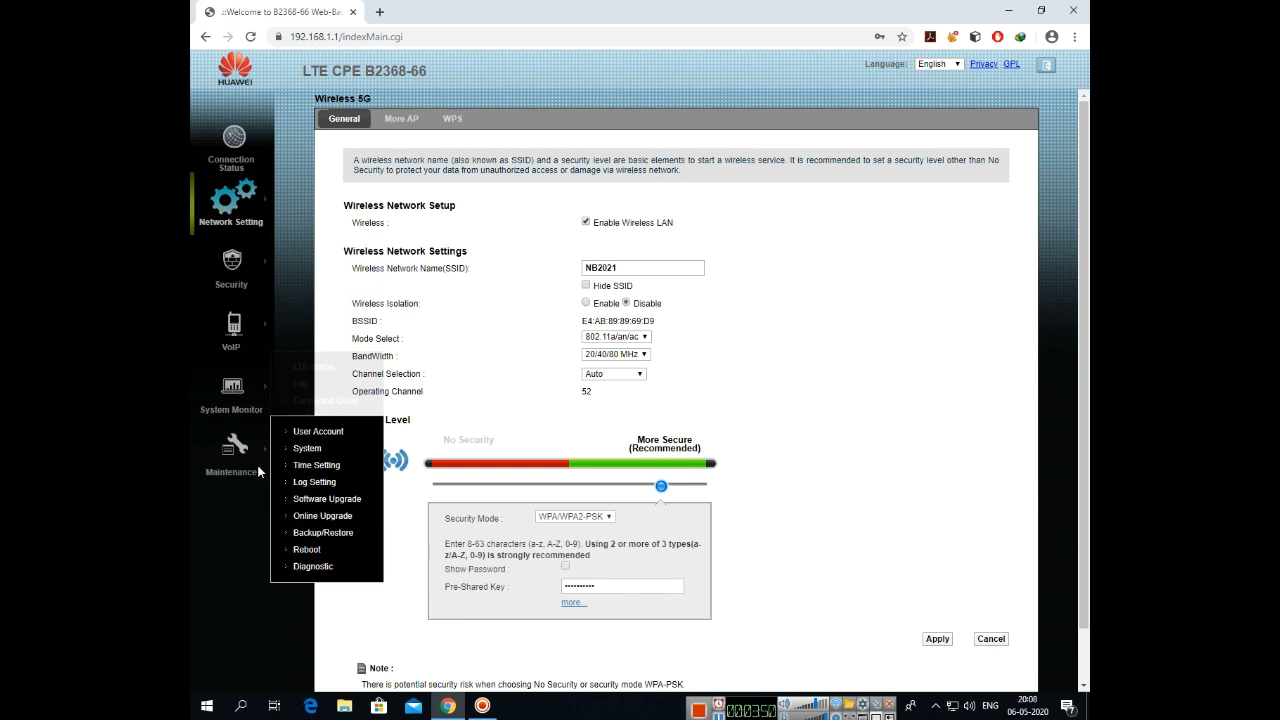 ::Welcome to B2368-66 Web-Ba
192.168.1.1/indexMain.cgi
HUAWEI
LTE CPE B2368-66
Language: English Privacy GPL
Wireless 5G
General More AP WPS
A wireless network name (also known as SSID) and a security level are basic elements to start a wireless service. It is recommended to set a security level other than No
Security to protect your data from unauthorized access or damage via wireless network.
Connection
Status
Network Setting
Security
VoIP
System Monitor
Maintenance
LTE Status
Log
User Account
System
Time Setting
Log Setting
Software Upgrade
Online Upgrade
Backup/Restore
Reboot
Diagnostic
Wireless Network Setup
Wireless : Enable Wireless LAN
Wireless Network Settings
Wireless Network Name(SSID): NB2021
Hide SSID
Wireless Isolation: Enable Disable
BSSID : E4:AB:89:89:69:D9
Mode Select : 802.11a/an/ac
BandWidth : 20/40/80 MHz
Channel Selection : Auto
Operating Channel 52
Level
No Security More Secure
(Recommended)
Security Mode : WPA/WPA2-PSK
Enter 8-63 characters (a-z, A-Z, 0-9). Using 2 or more of 3 types(a-
z/A-Z, 0-9) is strongly recommended
Show Password :
Pre-Shared Key :
more...
Apply Cancel
Note :
There is potential security risk when choosing No Security or security mode WPA-PSK.
000350
ENG
20:08
06-05-2020